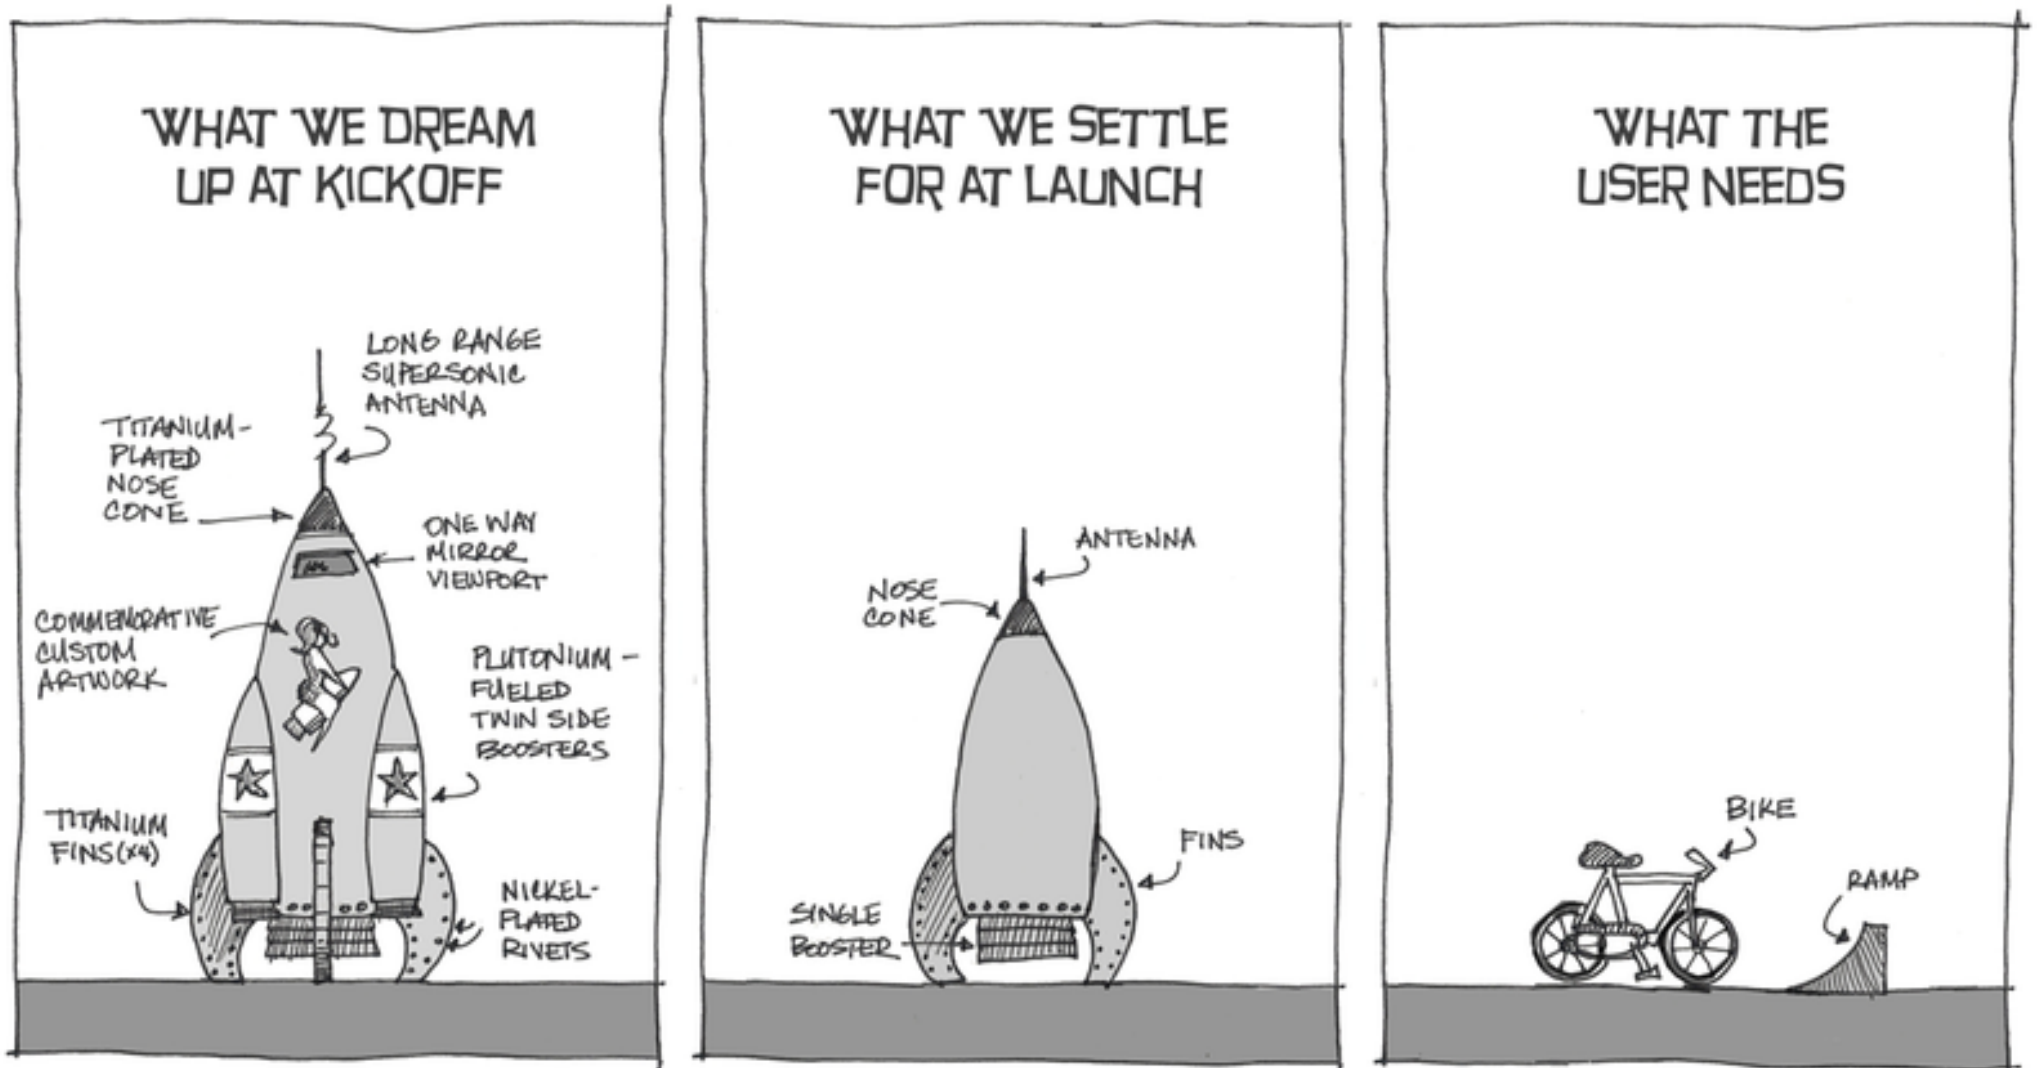 WHAT WE DREAM
UP AT KICKOFF
LONG RANGE
SUPERSONIC
ANTENNA
TITANIUM-
PLATED
NOSE
CONE
ONE WAY
MIRROR
VIEWPORT
COMMEMORATIVE
CUSTOM
ARTWORK
PLUTONIUM-
FUELED
TWIN SIDE
BOOSTERS
TITANIUM
FINS (x4)
NICKEL-
PLATED
RIVETS
WHAT WE SETTLE
FOR AT LAUNCH
ANTENNA
NOSE
CONE
FINS
SINGLE
BOOSTER
WHAT THE
USER NEEDS
BIKE
RAMP